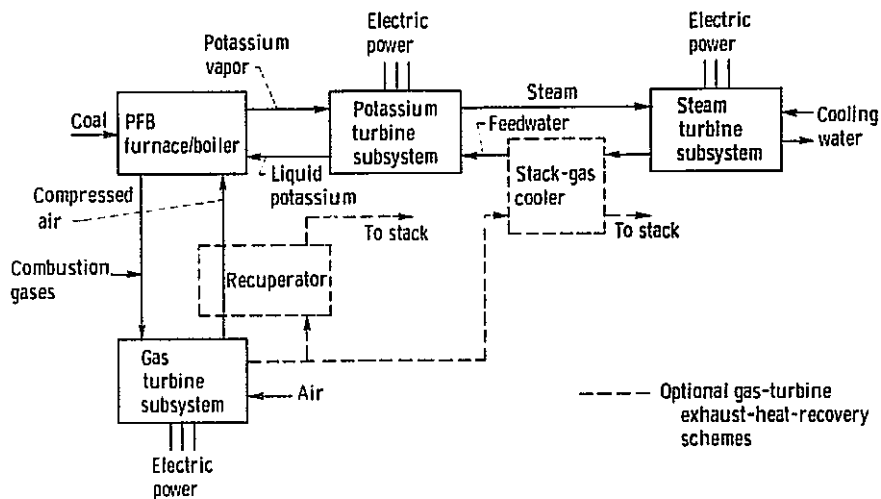 Electric
power
Electric
power
Potassium
vapor
Coal
PFB
furnace/boiler
Potassium
turbine
subsystem
Steam
Feedwater
Steam
turbine
subsystem
Cooling
water
Liquid
potassium
Stack-gas
cooler
Compressed
air
To stack
To stack
Recuperator
Combustion
gases
Gas
turbine
subsystem
Air
Electric
power
Optional gas-turbine
exhaust-heat-recovery
schemes